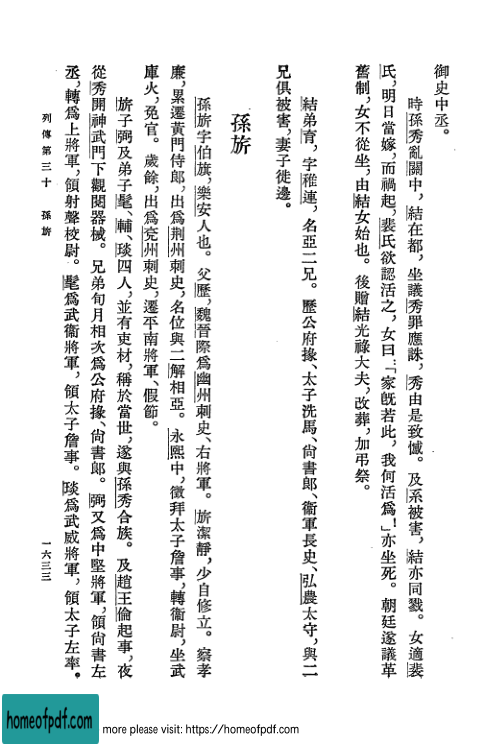 御史中丞。
時孫秀亂關中，結在都，坐議秀罪應誅，秀由是致憾。及系被害，結亦同戮。女適裴
氏，明日當嫁，而禍起，裴氏欲認活之，女曰：「家既若此，我何活爲！」亦坐死。朝廷遂議革
舊制，女不從坐，由結女始也。後贈結光祿大夫，改葬，加弔祭。
結弟育，字稚連，名亞二兄。歷公府掾、太子洗馬、尚書郎、衞軍長史、弘農太守，與二
兄俱被害，妻子徙邊。
孫旂
孫旂字伯旗，樂安人也。父歷，魏晉際爲幽州刺史、右將軍。旂潔靜，少自修立。察孝
廉，累遷黃門侍郎，出爲荆州刺史，名位與二解相亞。永熙中，徵拜太子詹事，轉衞尉，坐武
庫火，免官。歲餘，出爲兗州刺史，遷平南將軍、假節。
旂子弼及弟子髦、輔、琰四人，並有吏材，稱於當世，遂與孫秀合族。及趙王倫起事，夜
從秀開神武門下觀閱器械。兄弟旬月相次爲公府掾、尚書郎。弼又爲中堅將軍，領尚書左
丞，轉爲上將軍，領射聲校尉。髦爲武衞將軍，領太子詹事。琰爲武威將軍，領太子左率。
列傳第三十 孫旂
一六三三
homeofpdf.com
more please visit: https://homeofpdf.com